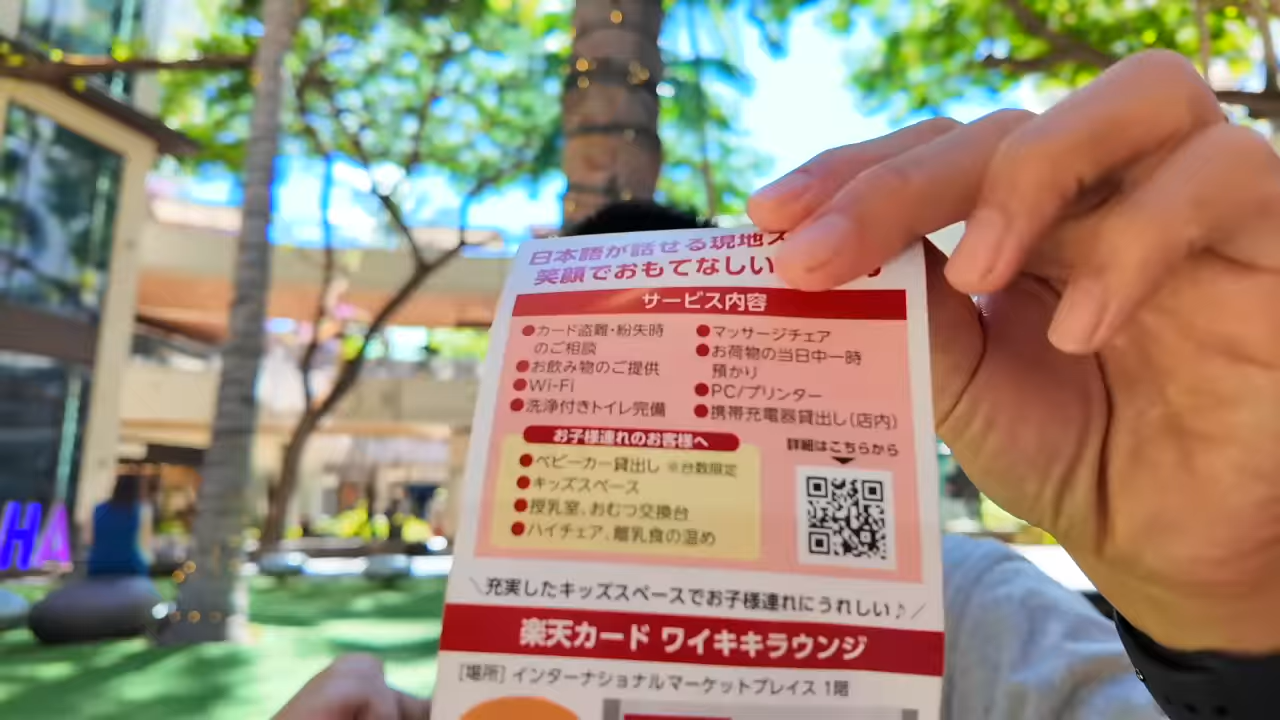 日本語が話せる現地ス
笑顔でおもてなしい
サービス内容
●カード盗難・紛失時
のご相談
●お飲み物のご提供
●Wi-Fi
●洗浄付きトイレ完備
●マッサージチェア
●お荷物の当日中一時
預かり
●PC/プリンター
●携帯充電器貸出し(店内)
お子様連れのお客様へ
●ベビーカー貸出し ※台数限定
●キッズスペース
●授乳室、おむつ交換台
●ハイチェア、離乳食の温め
詳細はこちらから
＼充実したキッズスペースでお子様連れにうれしい♪／
楽天カード ワイキキラウンジ
[場所] インターナショナルマーケットプレイス 1階
HA